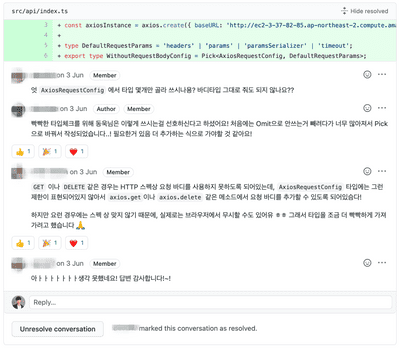 src/api/index.ts
Hide resolved
3 + const axiosInstance = axios.create({ baseURL: 'http://ec2-3-37-82-85.ap-northeast-2.compute.am
4 +
5 + type DefaultRequestParams = 'headers' | 'params' | 'paramsSerializer' | 'timeout';
6 + export type WithoutRequestBodyConfig = Pick<AxiosRequestConfig, DefaultRequestParams>;
on 3 Jun Member
엇 AxiosRequestConfig 에서 타입 몇개만 골라 쓰시나용? 바디타입 그대로 줘도 되지 않나요??
on 3 Jun Author Member
빡빡한 타입체크를 위해 동욱님은 이렇게 쓰시는걸 선호하신다고 하셨어요! 처음에는 Omit으로 안쓰는거 빼려다가 너무 많아져서 Pick
으로 바꿔서 작성되었습니다..! 필요한거 있음 더 추가하는 식으로 가야할 것 같아요!
👍 1 🎉 1 ❤️ 1
on 3 Jun Member
GET 이나 DELETE 같은 경우는 HTTP 스펙상 요청 바디를 사용하지 못하도록 되어있는데, AxiosRequestConfig 타입에는 그런
제한이 표현되어있지 않아서 axios.get 이나 axios.delete 같은 메소드에서 요청 바디를 추가할 수 있도록 되어있습니다!
하지만 요런 경우에는 스펙 상 맞지 않기 때문에, 실제로는 브라우저에서 무시할 수도 있어유 ㅎㅎ 그래서 타입을 조금 더 빡빡하게 가져
가려고 했습니다 🙏
👍 1 🎉 1 ❤️ 1
on 3 Jun Member
아ㅏㅏㅏㅏㅏㅏㅏ생각 못했네요! 답변 감사합니다!~!
Reply...
Unresolve conversation
marked this conversation as resolved.